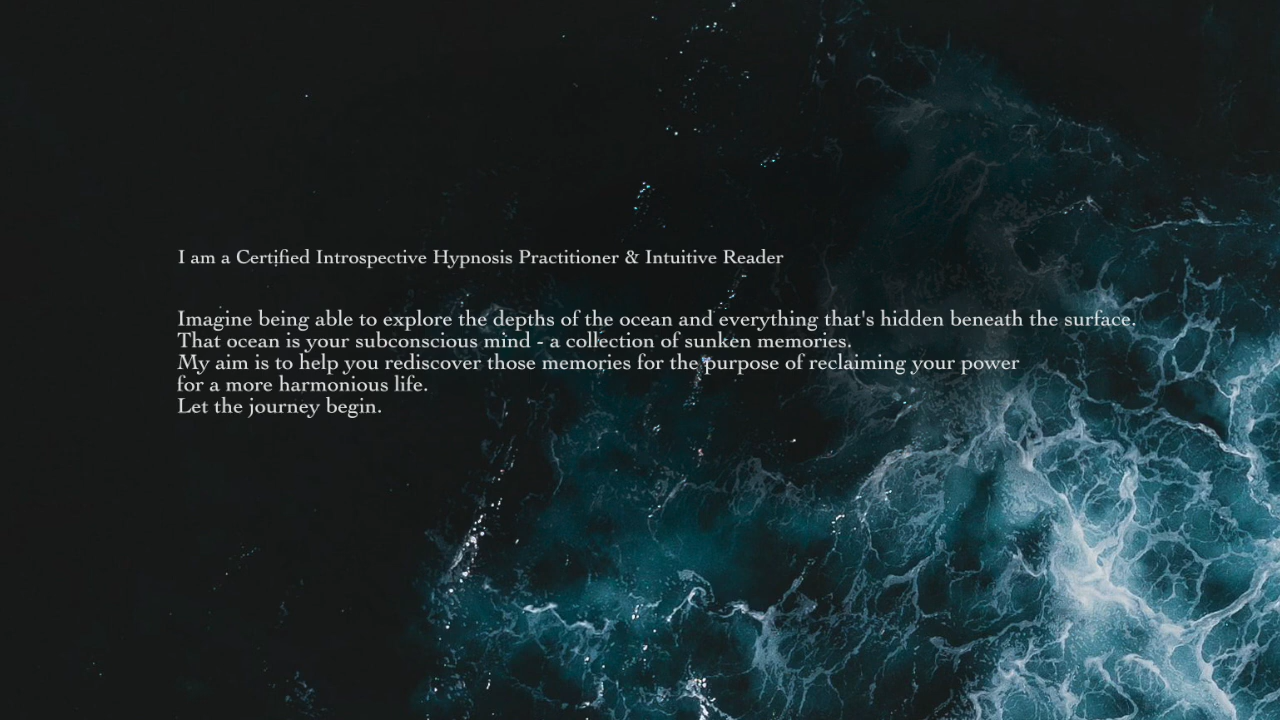 I am a Certified Introspective Hypnosis Practitioner & Intuitive Reader
Imagine being able to explore the depths of the ocean and everything that's hidden beneath the surface.
That ocean is your subconscious mind - a collection of sunken memories.
My aim is to help you rediscover those memories for the purpose of reclaiming your power
for a more harmonious life.
Let the journey begin.